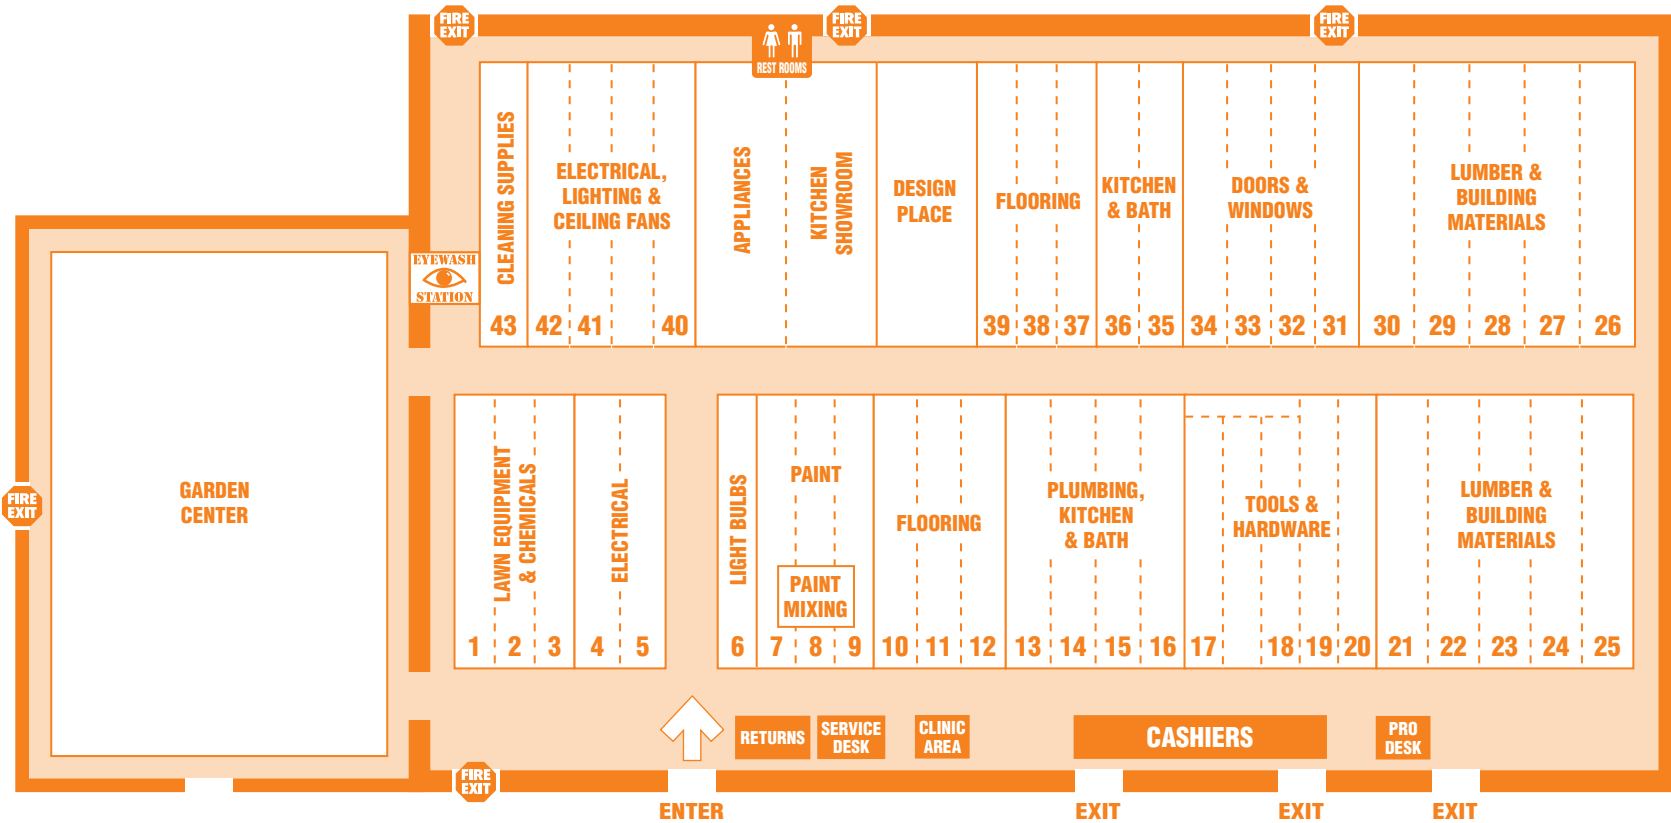 FIRE
EXIT
FIRE
EXIT
FIRE
EXIT
REST ROOMS
CLEANING SUPPLIES
ELECTRICAL,
LIGHTING &
CEILING FANS
APPLIANCES
KITCHEN
SHOWROOM
DESIGN
PLACE
FLOORING
KITCHEN
& BATH
DOORS &
WINDOWS
LUMBER &
BUILDING
MATERIALS
EYEWASH
STATION
43 42 41 40 39 38 37 36 35 34 33 32 31 30 29 28 27 26
GARDEN
CENTER
FIRE
EXIT
LAWN EQUIPMENT
& CHEMICALS
ELECTRICAL
LIGHT BULBS
PAINT
PAINT
MIXING
FLOORING
PLUMBING,
KITCHEN
& BATH
TOOLS &
HARDWARE
LUMBER &
BUILDING
MATERIALS
1 2 3 4 5 6 7 8 9 10 11 12 13 14 15 16 17 18 19 20 21 22 23 24 25
RETURNS
SERVICE
DESK
CLINIC
AREA
CASHIERS
PRO
DESK
FIRE
EXIT
ENTER
EXIT
EXIT
EXIT